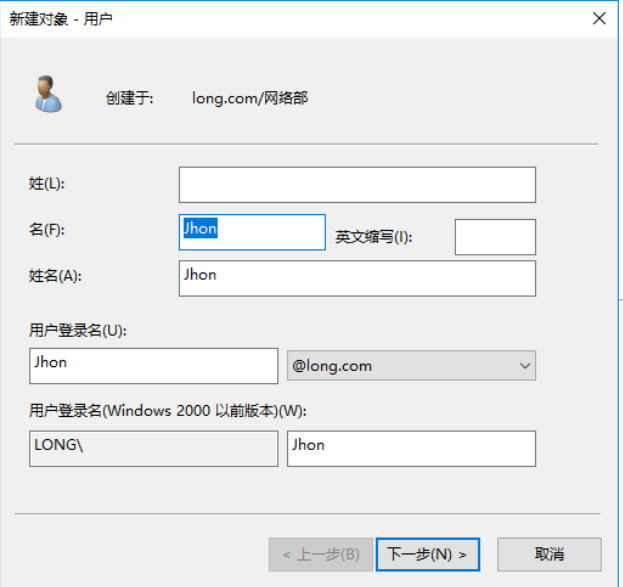 新建对象 - 用户
创建于: long.com/网络部
姓(L):
名(F): Jhon 英文缩写(I):
姓名(A): Jhon
用户登录名(U):
Jhon @long.com
用户登录名(Windows 2000 以前版本)(W):
LONG\ Jhon
< 上一步(B) 下一步(N) > 取消